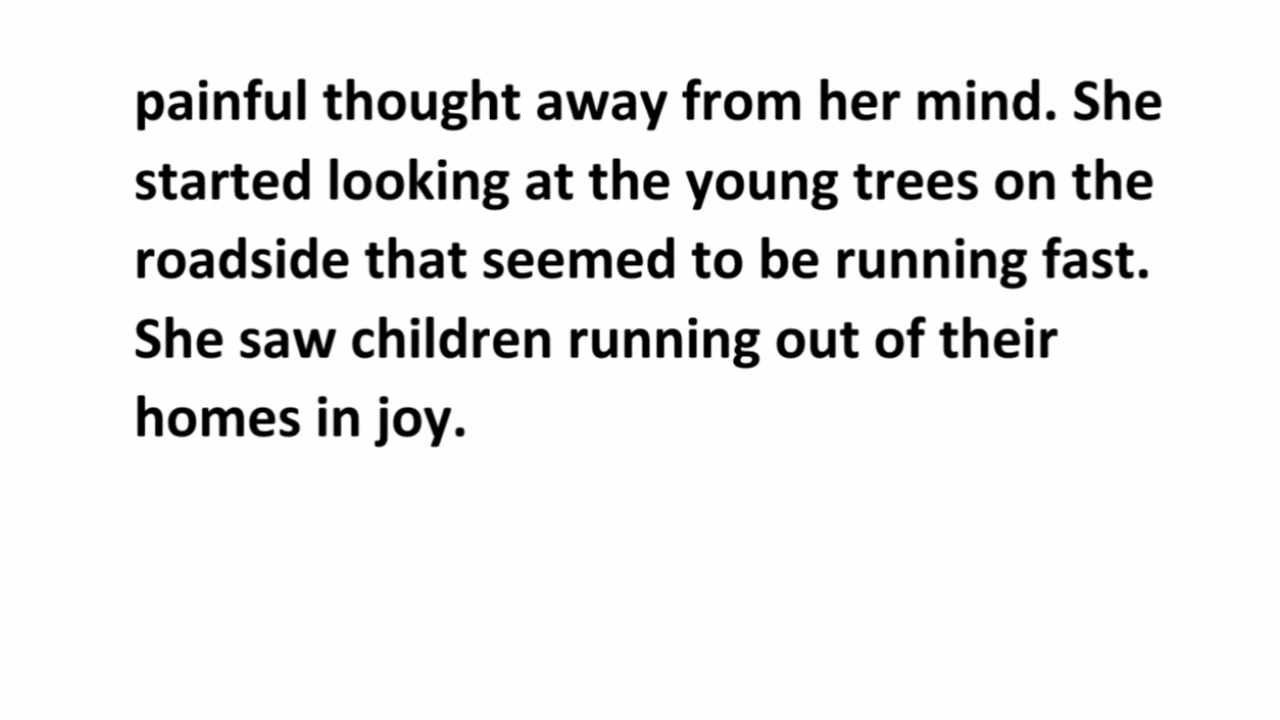 painful thought away from her mind. She
started looking at the young trees on the
roadside that seemed to be running fast.
She saw children running out of their
homes in joy.